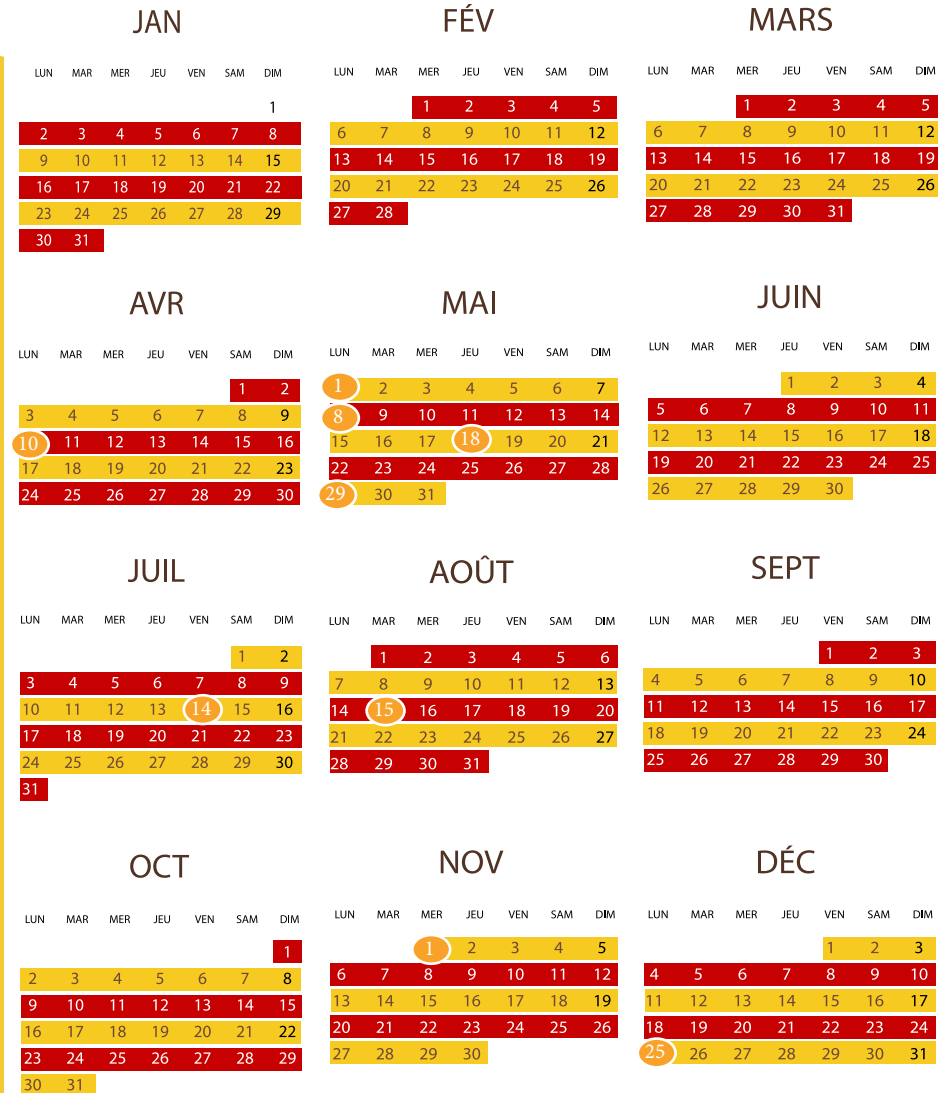 JAN
LUN MAR MER JEU VEN SAM DIM
1
2 3 4 5 6 7 8
9 10 11 12 13 14 15
16 17 18 19 20 21 22
23 24 25 26 27 28 29
30 31
FÉV
LUN MAR MER JEU VEN SAM DIM
1 2 3 4 5
6 7 8 9 10 11 12
13 14 15 16 17 18 19
20 21 22 23 24 25 26
27 28
MARS
LUN MAR MER JEU VEN SAM DIM
1 2 3 4 5
6 7 8 9 10 11 12
13 14 15 16 17 18 19
20 21 22 23 24 25 26
27 28 29 30 31
AVR
LUN MAR MER JEU VEN SAM DIM
1 2
3 4 5 6 7 8 9
10 11 12 13 14 15 16
17 18 19 20 21 22 23
24 25 26 27 28 29 30
MAI
LUN MAR MER JEU VEN SAM DIM
1 2 3 4 5 6 7
8 9 10 11 12 13 14
15 16 17 18 19 20 21
22 23 24 25 26 27 28
29 30 31
JUIN
LUN MAR MER JEU VEN SAM DIM
1 2 3 4
5 6 7 8 9 10 11
12 13 14 15 16 17 18
19 20 21 22 23 24 25
26 27 28 29 30
JUIL
LUN MAR MER JEU VEN SAM DIM
1 2
3 4 5 6 7 8 9
10 11 12 13 14 15 16
17 18 19 20 21 22 23
24 25 26 27 28 29 30
31
AOÛT
LUN MAR MER JEU VEN SAM DIM
1 2 3 4 5 6
7 8 9 10 11 12 13
14 15 16 17 18 19 20
21 22 23 24 25 26 27
28 29 30 31
SEPT
LUN MAR MER JEU VEN SAM DIM
1 2 3
4 5 6 7 8 9 10
11 12 13 14 15 16 17
18 19 20 21 22 23 24
25 26 27 28 29 30
OCT
LUN MAR MER JEU VEN SAM DIM
1
2 3 4 5 6 7 8
9 10 11 12 13 14 15
16 17 18 19 20 21 22
23 24 25 26 27 28 29
30 31
NOV
LUN MAR MER JEU VEN SAM DIM
1 2 3 4 5
6 7 8 9 10 11 12
13 14 15 16 17 18 19
20 21 22 23 24 25 26
27 28 29 30
DÉC
LUN MAR MER JEU VEN SAM DIM
1 2 3
4 5 6 7 8 9 10
11 12 13 14 15 16 17
18 19 20 21 22 23 24
25 26 27 28 29 30 31